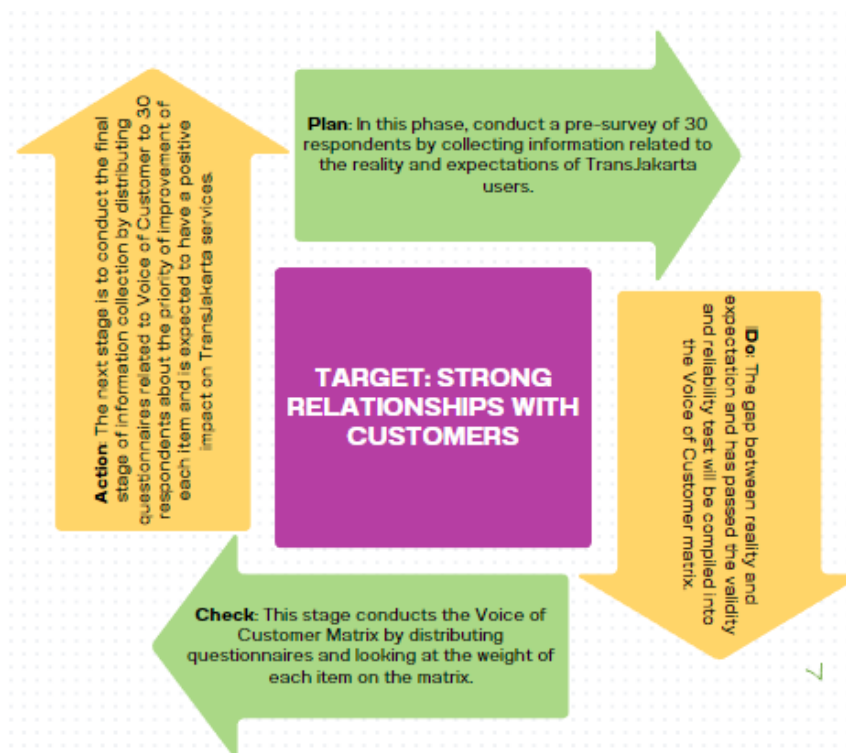 Plan: In this phase, conduct a pre-survey of 30
respondents by collecting information related to
the reality and expectations of TransJakarta
users.
Do: The gap between reality and
expectation and has passed the validity
and reliability test will be compiled into
the Voice of Customer matrix.
Check: This stage conducts the Voice of
Customer Matrix by distributing
questionnaires and looking at the weight of
each item on the matrix.
Action: The next stage is to conduct the final
stage of information collection by distributing
questionnaires related to Voice of Customer to 30
respondents about the priority of improvement of
each item and is expected to have a positive
impact on TransJakarta services.
TARGET: STRONG
RELATIONSHIPS WITH
CUSTOMERS
7